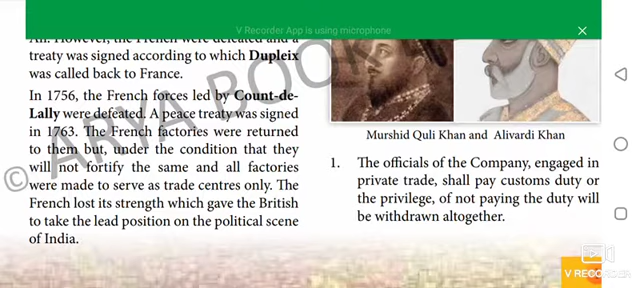 V Recorder App is using microphone
treaty was signed according to which Dupleix
was called back to France.
In 1756, the French forces led by Count-de-
Lally were defeated. A peace treaty was signed
in 1763. The French factories were returned
to them but, under the condition that they
will not fortify the same and all factories
were made to serve as trade centres only. The
French lost its strength which gave the British
to take the lead position on the political scene
of India.
© ARYA BOOK
Murshid Quli Khan and Alivardi Khan
1. The officials of the Company, engaged in
private trade, shall pay customs duty or
the privilege, of not paying the duty will
be withdrawn altogether.
V RECORDER